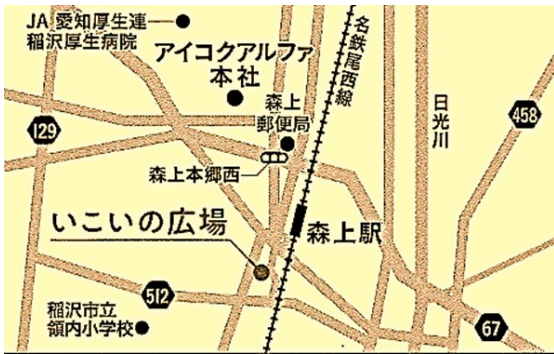 JA 愛知厚生連
稲沢厚生病院
アイコクアルファ
本社
名鉄尾西線
森上
郵便局
日光川
458
129
森上本郷西
いこいの広場
森上駅
512
稲沢市立
領内小学校
67